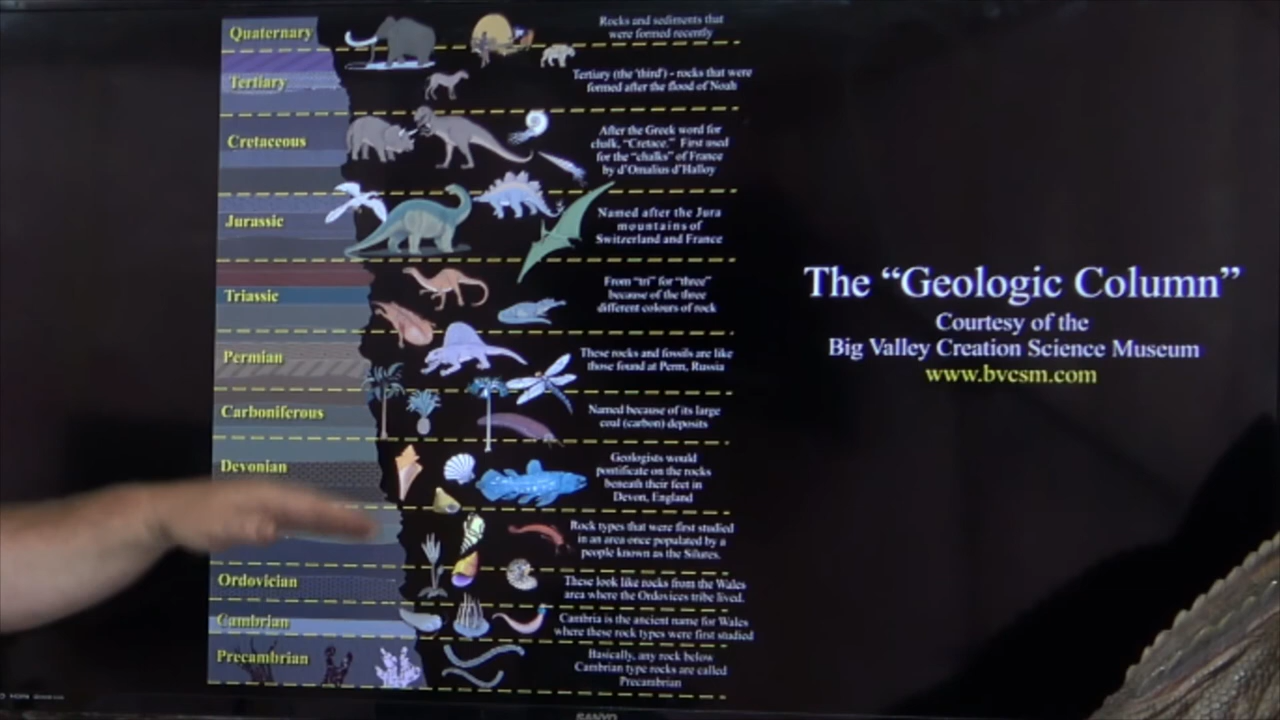 Quaternary
Rocks and sediments that
were formed recently
Tertiary
Tertiary (the 'third') - rocks that were
formed after the flood of Noah
Cretaceous
After the Greek word for
chalk, "Cretace." First used
for the "chalks" of France
by d'Omalius d'Halloy
Jurassic
Named after the Jura
mountains of
Switzerland and France
Triassic
From "tri" for "three"
because of the three
different colours of rock
Permian
These rocks and fossils are like
those found at Perm, Russia
Carboniferous
Named because of its large
coal (carbon) deposits
Devonian
Geologists would
pontificate on the rocks
beneath their feet in
Devon, England
Rock types that were first studied
in an area once populated by a
people known as the Silures.
Ordovician
These look like rocks from the Wales
area where the Ordovices tribe lived.
Cambrian
Cambria is the ancient name for Wales
where these rock types were first studied
Precambrian
Basically, any rock below
Cambrian type rocks are called
Precambrian
The "Geologic Column"
Courtesy of the
Big Valley Creation Science Museum
www.bvcsm.com
SANYO